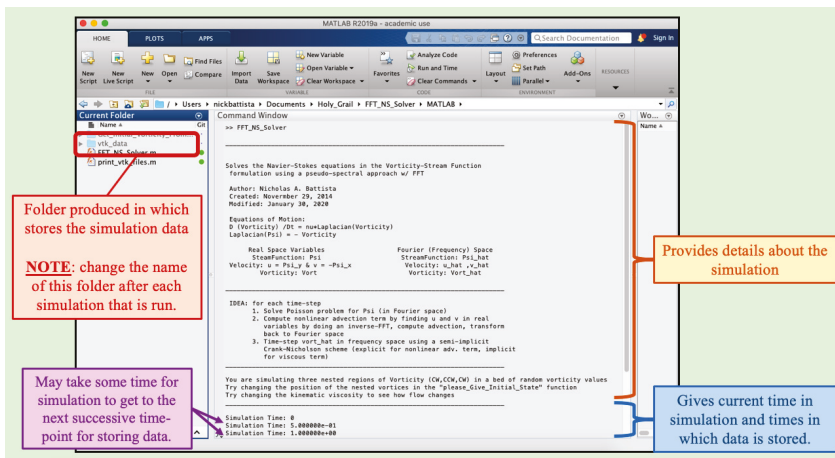 MATLAB R2019a - academic use
HOME PLOTS APPS
Search Documentation
Sign In
New Script
New Live Script
New
Open
Find Files
Compare
Import Data
Save Workspace
New Variable
Open Variable
Clear Workspace
Favorites
Analyze Code
Run and Time
Clear Commands
Layout
Preferences
Set Path
Parallel
Add-Ons
RESOURCES
FILE VARIABLE CODE ENVIRONMENT
/ Users nickbattista Documents Holy_Grail FFT_NS_Solver MATLAB
Current Folder
Name Git
vtk_data
FFT_NS_Solver.m
print_vtk_files.m
Command Window
Wo...
Name
>> FFT_NS_Solver
Solves the Navier-Stokes equations in the Vorticity-Stream Function
formulation using a pseudo-spectral approach w/ FFT
Author: Nicholas A. Battista
Created: Novermber 29, 2014
Modified: January 30, 2020
Equations of Motion:
D (Vorticity) /Dt = nu*Laplacian(Vorticity)
Laplacian(Psi) = - Vorticity
Real Space Variables Fourier (Frequency) Space
SteamFunction: Psi StreamFunction: Psi_hat
Velocity: u = Psi_y & v = -Psi_x Velocity: u_hat ,v_hat
Vorticity: Vort Vorticity: Vort_hat
IDEA: for each time-step
1. Solve Poisson problem for Psi (in Fourier space)
2. Compute nonlinear advection term by finding u and v in real
variables by doing an inverse-FFT, compute advection, transform
back to Fourier space
3. Time-step vort_hat in frequency space using a semi-implicit
Crank-Nicholson scheme (explicit for nonlinear adv. term, implicit
for viscous term)
You are simulating three nested regions of Vorticity (CW,CCW,CW) in a bed of random vorticity values
Try changing the position of the nested vortices in the "please_Give_Initial_State" function
Try changing the kinematic viscosity to see how flow changes
Simulation Time: 0
Simulation Time: 5.000000e-01
Simulation Time: 1.000000e+00
Folder produced in which
stores the simulation data
NOTE: change the name
of this folder after each
simulation that is run.
May take some time for
simulation to get to the
next successive time-
point for storing data.
Provides details about the
simulation
Gives current time in
simulation and times in
which data is stored.